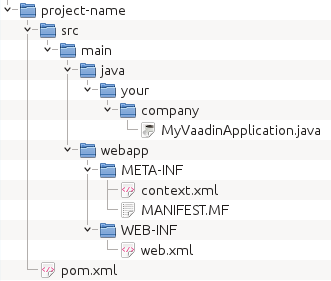 project-name
src
main
java
your
company
MyVaadinApplication.java
webapp
META-INF
context.xml
MANIFEST.MF
WEB-INF
web.xml
pom.xml